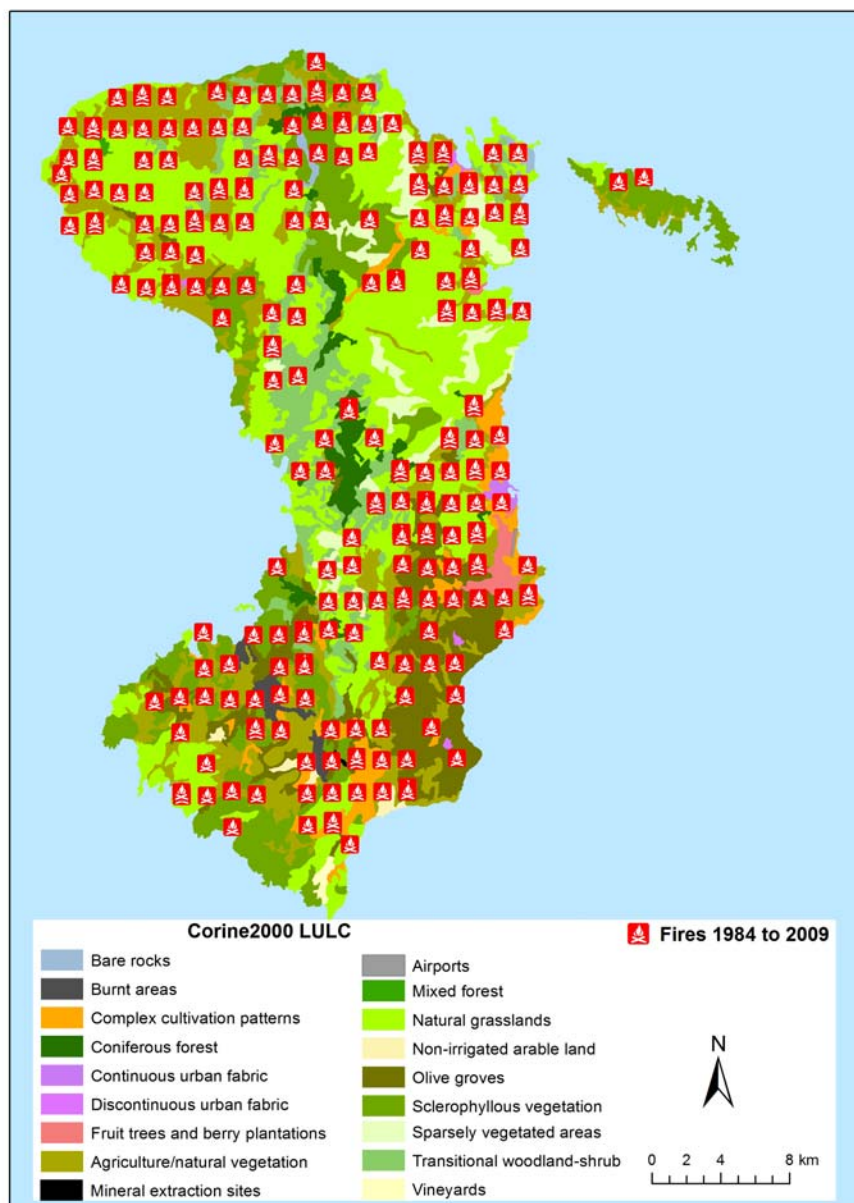 Corine2000 LULC
Fires 1984 to 2009
Bare rocks
Burnt areas
Complex cultivation patterns
Coniferous forest
Continuous urban fabric
Discontinuous urban fabric
Fruit trees and berry plantations
Agriculture/natural vegetation
Mineral extraction sites
Airports
Mixed forest
Natural grasslands
Non-irrigated arable land
Olive groves
Sclerophyllous vegetation
Sparsely vegetated areas
Transitional woodland-shrub
Vineyards
N
0 4 8 km